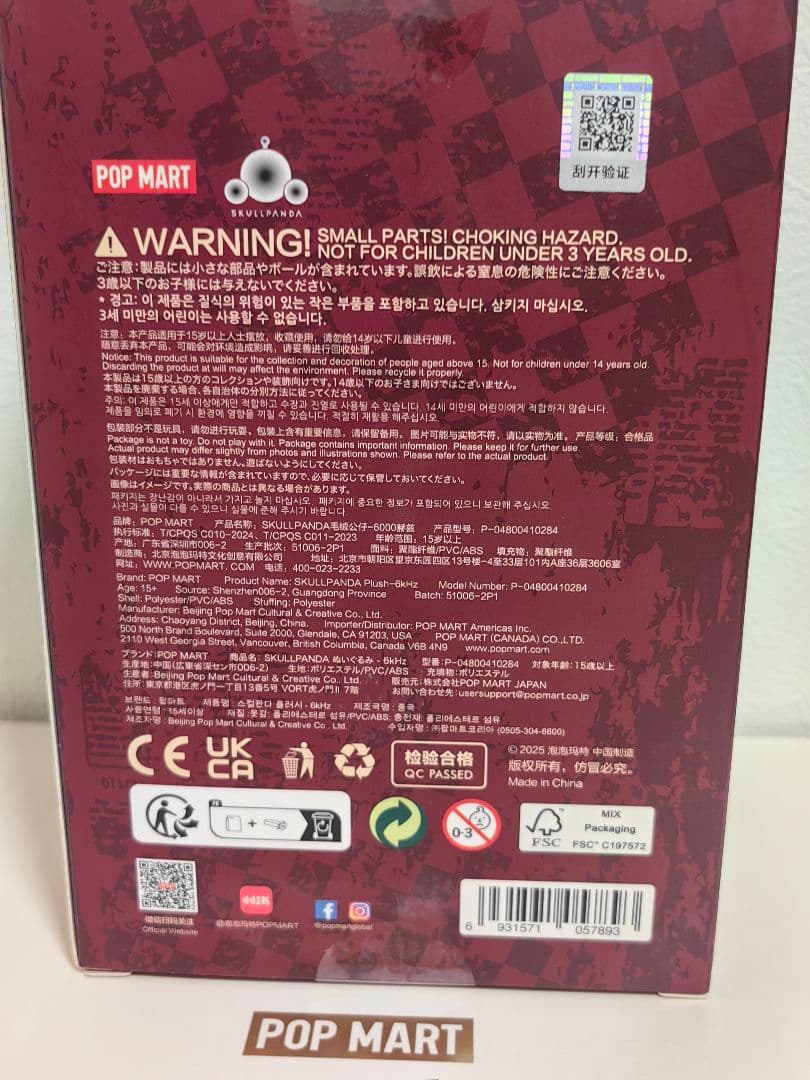 刮开验证
POP MART
SKULLPANDA
WARNING! SMALL PARTS! CHOKING HAZARD.
NOT FOR CHILDREN UNDER 3 YEARS OLD.
ご注意:製品には小さな部品やボールが含まれています。誤飲による窒息の危険性にご注意ください。
3歳以下のお子様には与えないでください。
* 경고: 이 제품은 질식의 위험이 있는 작은 부품을 포함하고 있습니다. 삼키지 마십시오.
3세 미만의 어린이는 사용할 수 없습니다.
注意: 本产品适用于15岁以上人士摆放、收藏使用, 请勿给14岁以下儿童进行使用。
随意丢弃本产品, 可能会对环境造成影响, 请妥善进行回收处理。
Notice: This product is suitable for the collection and decoration of people aged above 15. Not for children under 14 years old.
Discarding the product at will may affect the environment. Please recycle it properly.
本製品は15歳以上の方のコレクションや装飾向けです。14歳以下のお子さま向けではございません。
本製品を廃棄する場合、各自治体の分別方法に従ってください。
주의: 이 제품은 15세 이상에게만 적합하고 수장과 진열로 사용될 수 있습니다. 14세 미만의 어린이에게 적합하지 않습니다.
제품을 임의로 폐기 시 환경에 영향을 끼칠 수 있습니다. 적절히 재활용 해주십시오.
包装部分不是玩具, 请勿进行玩耍。包装上含有重要信息, 请保留备用。图片可能与实物不符, 请以实物为准。产品等级: 合格品
Package is not a toy. Do not play with it. Package contains important information. Please keep it for further use.
Actual product may differ slightly from photos and illustrations shown. Please refer to the actual product.
包装材はおもちゃではありません。遊ばないようにしてください。
パッケージには重要な情報が含まれていますので、必要に応じて保管しておいてください。
画像はイメージです。実際の商品とは異なる場合があります。
패키지는 장난감이 아니라서 가지고 놀지 마십시오. 패키지에 중요한 정보가 포함되어 있으니 보관해 주십시오.
사진과 실물이 다를 수 있으니 실물에 준해 주시기 바랍니다.
品牌: POP MART 产品名称: SKULLPANDA毛绒公仔-6000赫兹 产品型号: P-04800410284
执行标准: T/CPQS C010-2024、T/CPQS C011-2023 年龄范围: 15岁以上
产地: 广东省深圳市006-2 生产批次: 51006-2P1 面料: 聚酯纤维/PVC/ABS 填充物: 聚酯纤维
制造商: 北京泡泡玛特文化创意有限公司 地址: 北京市朝阳区望京东园四区13号楼-4至33层101内A座36层3606室
网址: WWW.POPMART.COM 电话: 400-023-2233
Brand: POP MART Product Name: SKULLPANDA Plush-6kHz Model Number: P-04800410284
Age: 15+ Source: Shenzhen006-2, Guangdong Province Batch: 51006-2P1
Shell: Polyester/PVC/ABS Stuffing: Polyester
Manufacturer: Beijing Pop Mart Cultural & Creative Co., Ltd.
Address: Chaoyang District, Beijing, China. Importer/Distributor: POP MART Americas Inc.
500 North Brand Boulevard, Suite 2000, Glendale, CA 91203, USA POP MART (CANADA) CO.,LTD.
2110 West Georgia Street, Vancouver, British Columbia, Canada V6B 4N9 www.popmart.com
ブランド:POP MART 商品名: SKULLPANDA ぬいぐるみ - 6kHz 型番:P-04800410284 対象年齢:15歳以上
生産地:中国(広東省深セン市006-2) 生地:ポリエステル/PVC/ABS 充填物:ポリエステル
生産者:Beijing Pop Mart Cultural & Creative Co., Ltd. 販売元:株式会社POP MART JAPAN
住所:東京都港区虎ノ門一丁目13番5号 VORT虎ノ門II 7階 お問い合わせ先:usersupport@popmart.co.jp
브랜드 : 팝마트 제품명 : 스컬판다 플러시 - 6kHz 제조국명 : 중국
사용연령 : 15세이상 재질 :옷감: 폴리에스테르 섬유/PVC/ABS; 충전재: 폴리에스테르 섬유
제조자명 : Beijing Pop Mart Cultural & Creative Co., Ltd. 수입자명 : ㈜팝마트코리아 (0505-304-6600)
CE
UK
CA
检验合格
QC PASSED
© 2025 泡泡玛特 中国制造
版权所有, 仿冒必究。
Made in China
FR
+
0-3
FSC
MIX
Packaging
FSC™ C197572
微信扫码关注
Official Website
小红书
@泡泡玛特POPMART
@popmartglobal
6 931571 057893
POP MART